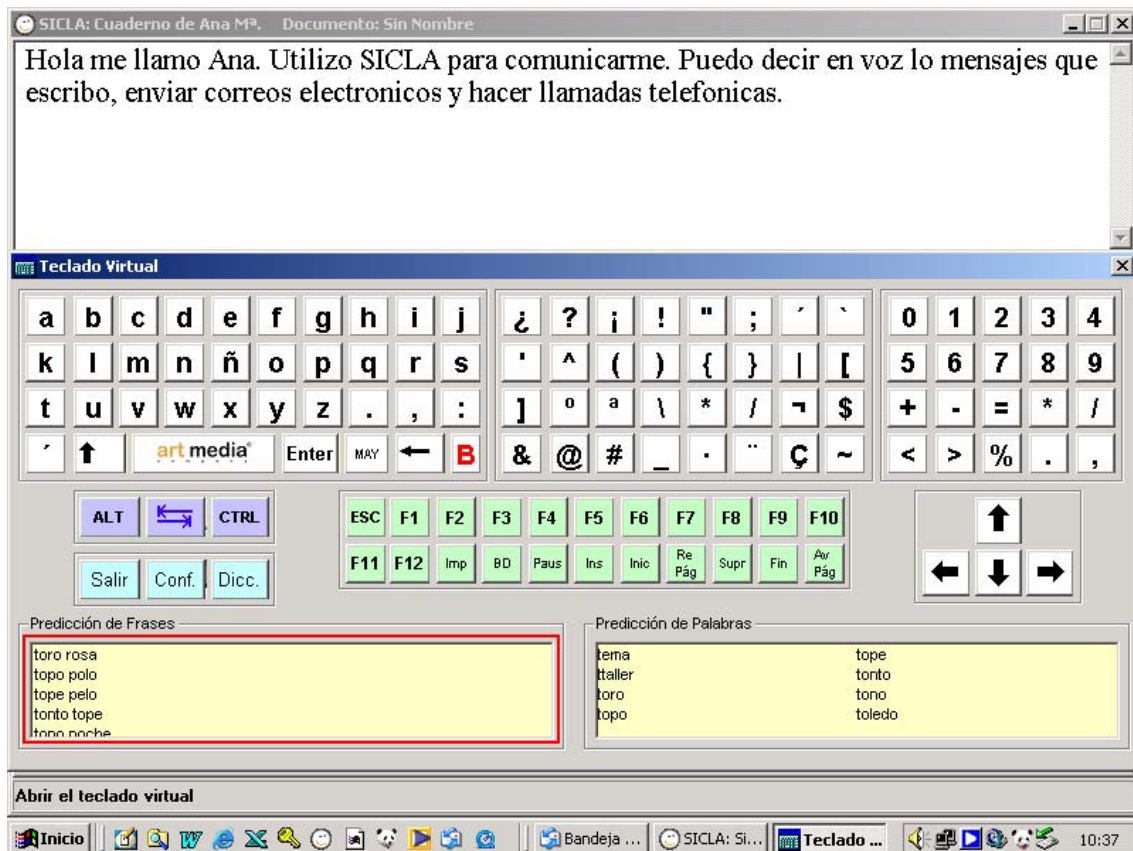 SICLA: Cuaderno de Ana Mª. Documento: Sin Nombre
Hola me llamo Ana. Utilizo SICLA para comunicarme. Puedo decir en voz lo mensajes que
escribo, enviar correos electronicos y hacer llamadas telefonicas.
Teclado Virtual
a b c d e f g h i j ¿ ? ¡ ! " ; ´ ` 0 1 2 3 4
k l m n ñ o p q r s ' ^ ( ) { } | [ 5 6 7 8 9
t u v w x y z . , : ] º ª \ * / ¬ $ + - = * /
´ art media Enter MAY B & @ # _ · ¨ Ç ~ < > % . ,
ALT CTRL ESC F1 F2 F3 F4 F5 F6 F7 F8 F9 F10
Salir Conf. Dicc. F11 F12 Imp BD Paus Ins Inic Re Pág Supr Fin Av Pág
Predicción de Frases Predicción de Palabras
toro rosa tema tope
topo polo ttaller tonto
tope pelo toro tono
tonto tope topo toledo
topo noche
Abrir el teclado virtual
Inicio Bandeja ... SICLA: Si... Teclado ... 10:37